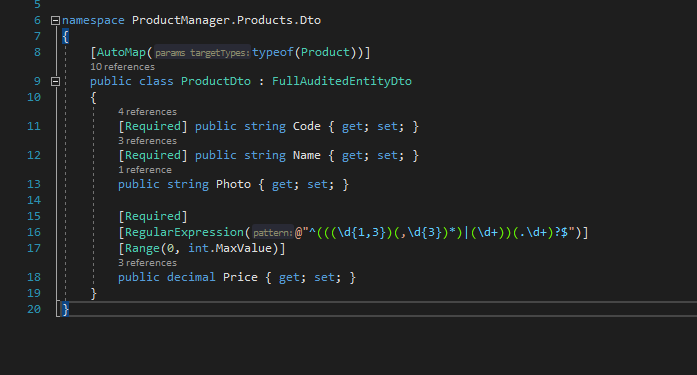 5
6 namespace ProductManager.Products.Dto
7 {
8 [AutoMap(params targetTypes:typeof(Product))]
10 references
9 public class ProductDto : FullAuditedEntityDto
10 {
4 references
11 [Required] public string Code { get; set; }
3 references
12 [Required] public string Name { get; set; }
1 reference
13 public string Photo { get; set; }
14
15 [Required]
16 [RegularExpression(pattern:@"^(((\d{1,3})(,\d{3})*)|(\d+))(.\d+)?$")]
17 [Range(0, int.MaxValue)]
3 references
18 public decimal Price { get; set; }
19 }
20 }